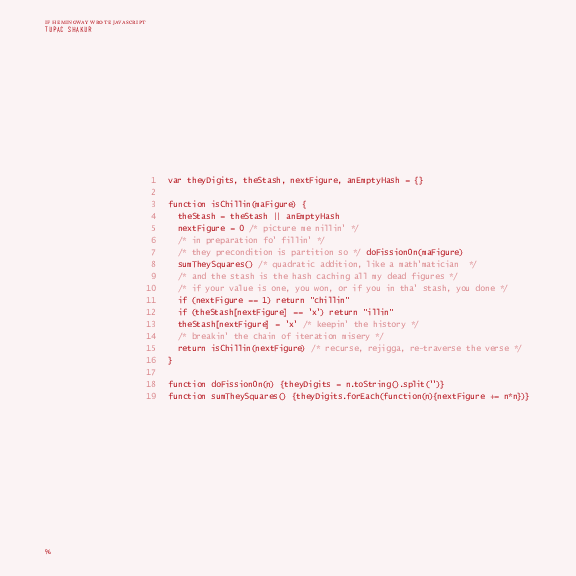 IF HEMINGWAY WROTE JAVASCRIPT
TUPAC SHAKUR
1 var theyDigits, theStash, nextFigure, anEmptyHash = {}
2
3 function isChillin(maFigure) {
4 theStash = theStash || anEmptyHash
5 nextFigure = 0 /* picture me nillin' */
6 /* in preparation fo' fillin' */
7 /* they precondition is partition so */ doFissionOn(maFigure)
8 sumTheySquares() /* quadratic addition, like a math'matician */
9 /* and the stash is the hash caching all my dead figures */
10 /* if your value is one, you won, or if you in tha' stash, you done */
11 if (nextFigure == 1) return "chillin"
12 if (theStash[nextFigure] == 'x') return "illin"
13 theStash[nextFigure] = 'x' /* keepin' the history */
14 /* breakin' the chain of iteration misery */
15 return isChillin(nextFigure) /* recurse, rejigga, re-traverse the verse */
16 }
17
18 function doFissionOn(n) {theyDigits = n.toString().split('')}
19 function sumTheySquares() {theyDigits.forEach(function(n){nextFigure += n*n})}
96